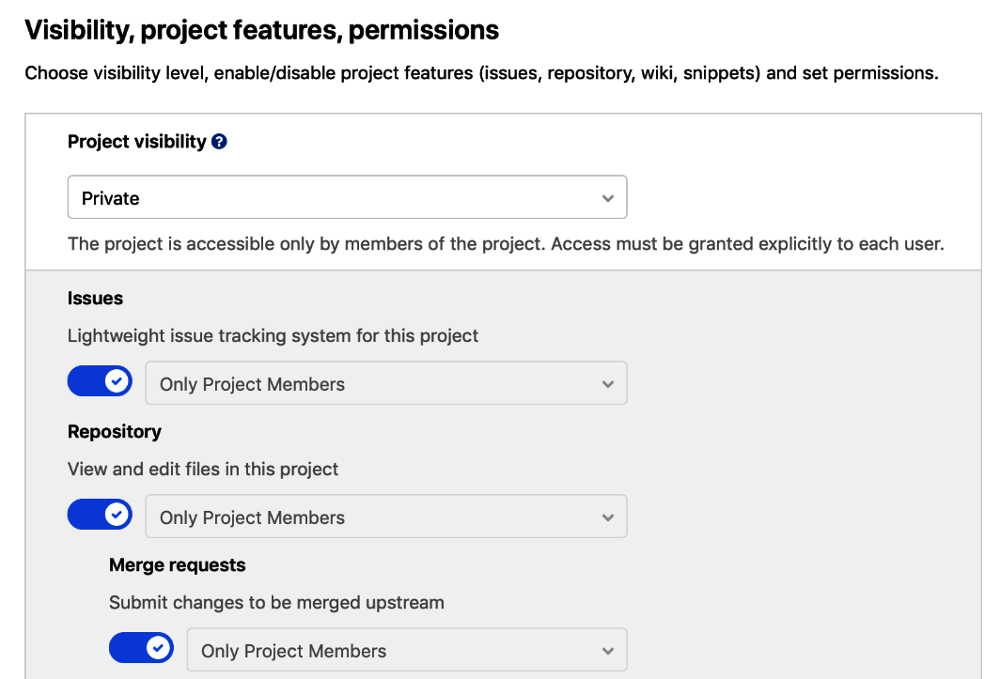 Visibility, project features, permissions
Choose visibility level, enable/disable project features (issues, repository, wiki, snippets) and set permissions.
Project visibility ?
Private
The project is accessible only by members of the project. Access must be granted explicitly to each user.
Issues
Lightweight issue tracking system for this project
Only Project Members
Repository
View and edit files in this project
Only Project Members
Merge requests
Submit changes to be merged upstream
Only Project Members